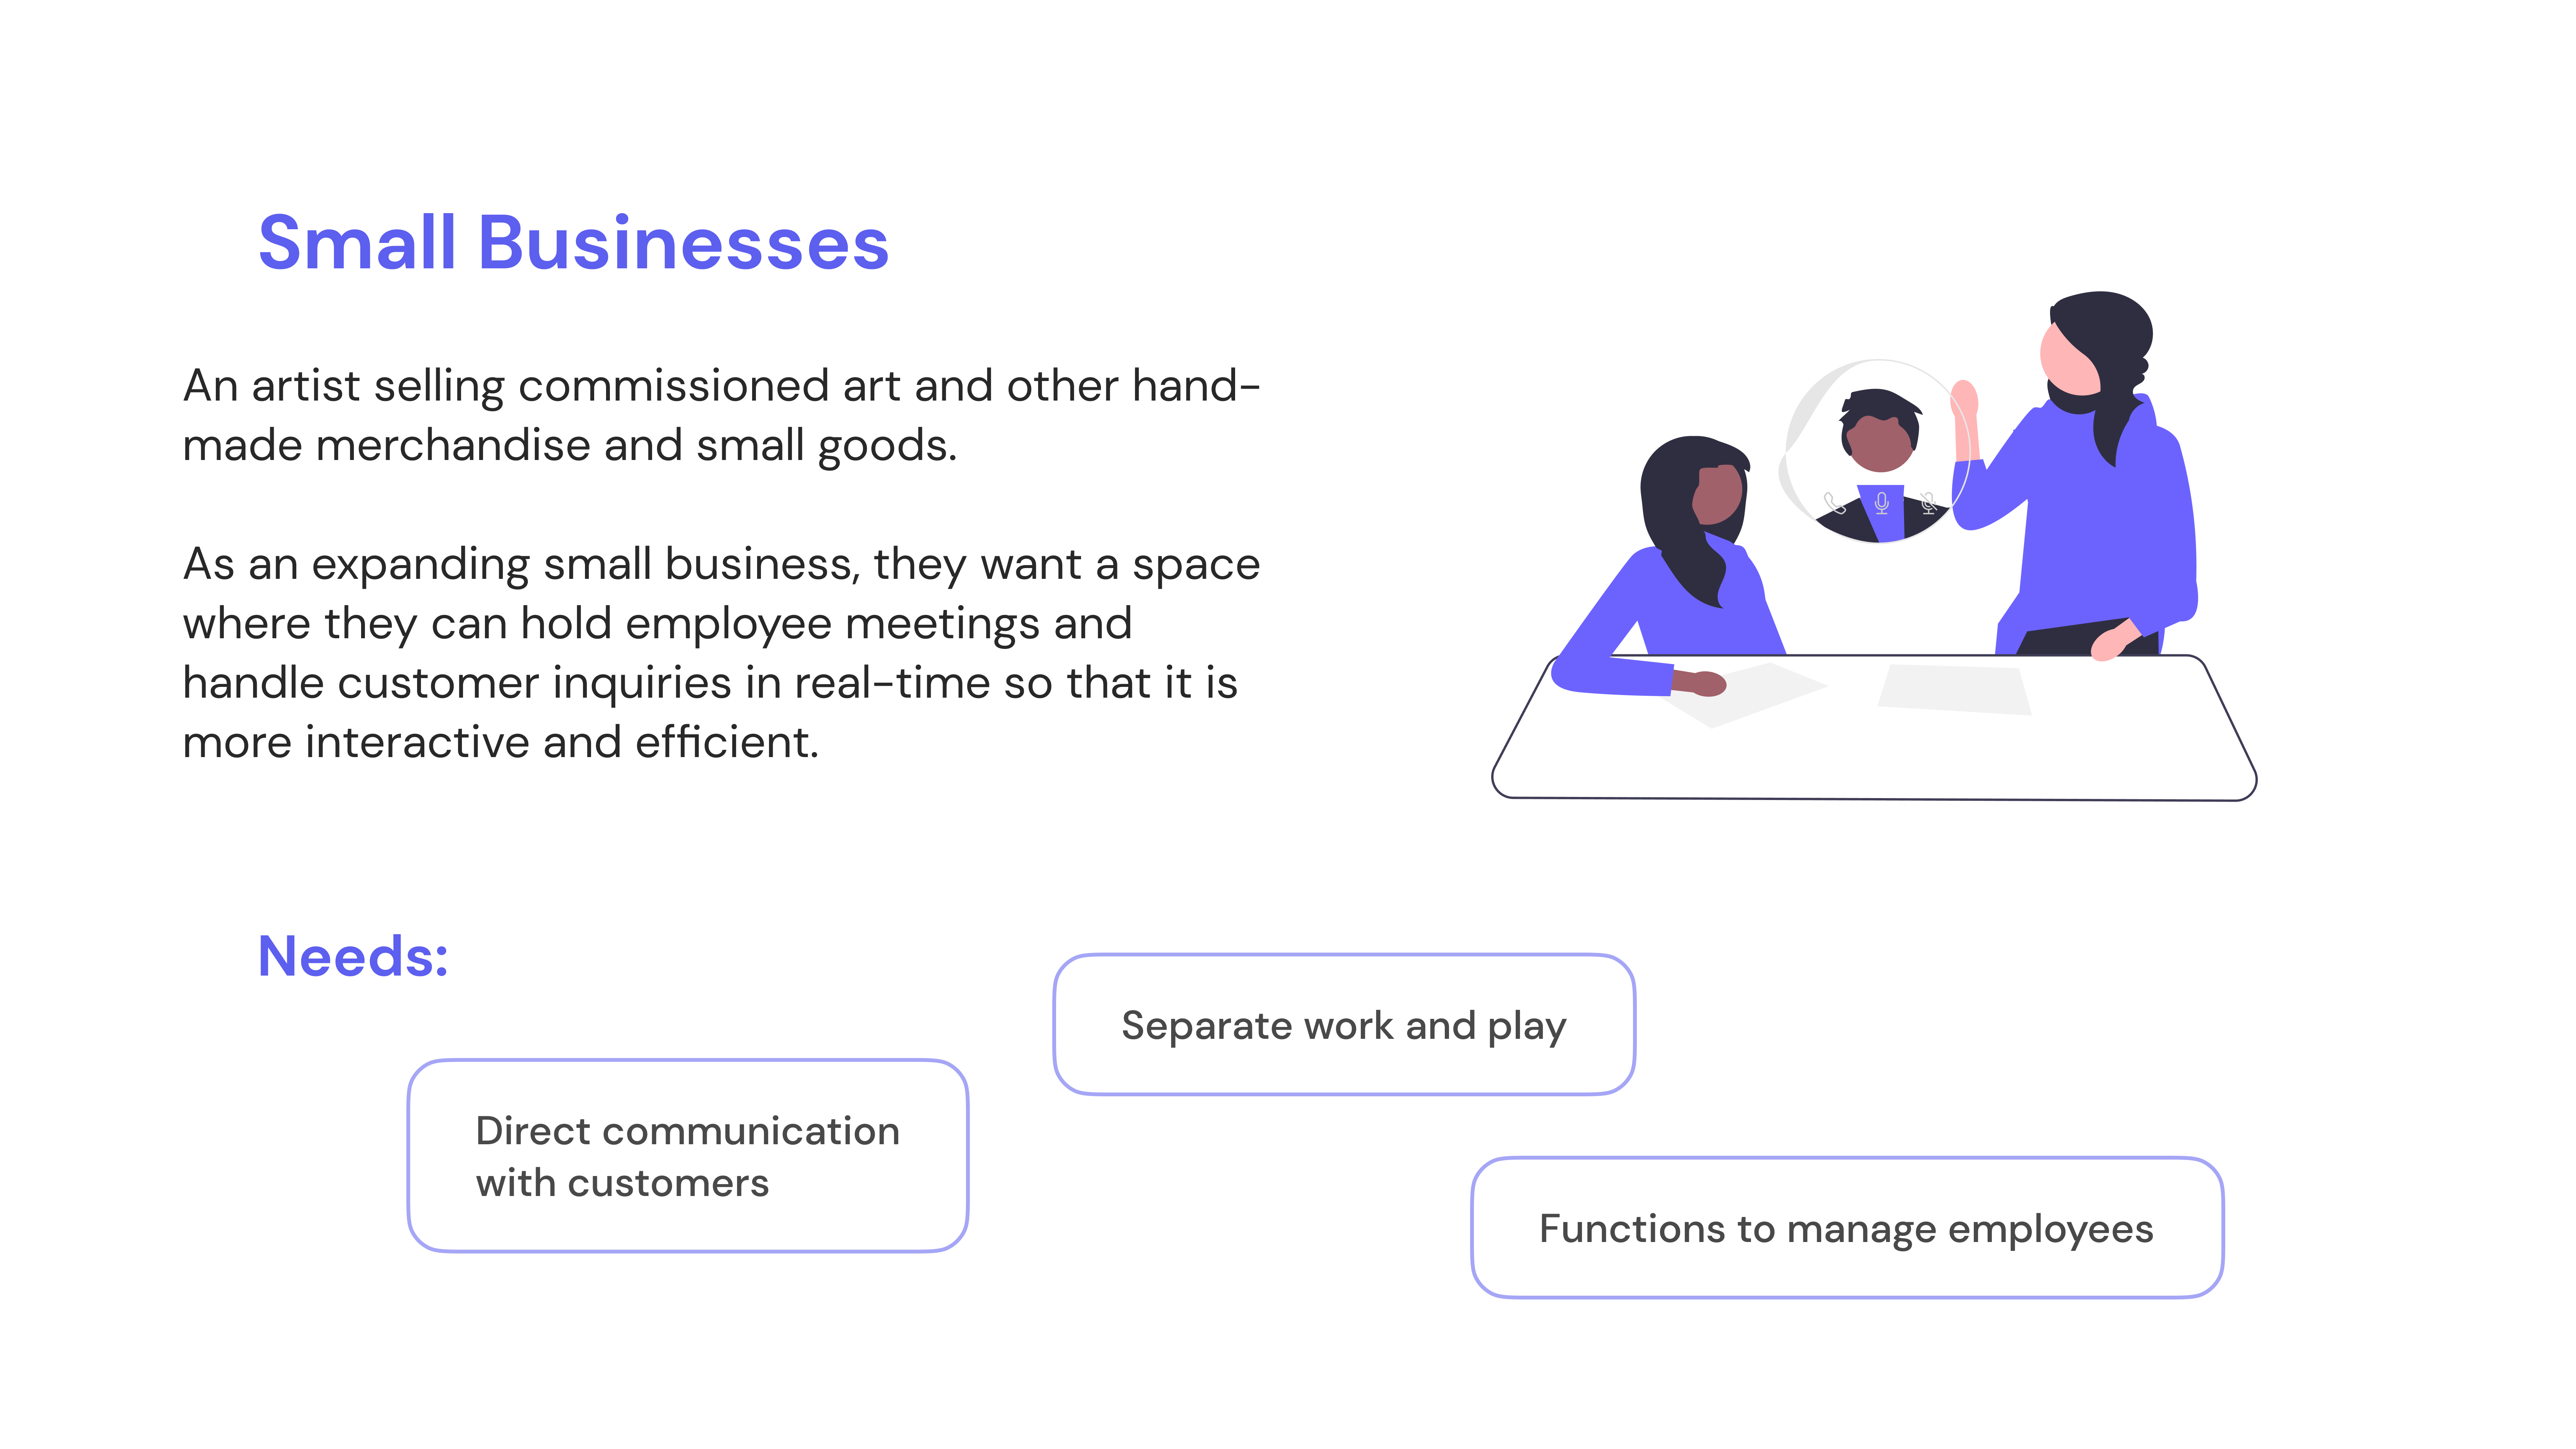 Small Businesses
An artist selling commissioned art and other hand-
made merchandise and small goods.
As an expanding small business, they want a space
where they can hold employee meetings and
handle customer inquiries in real-time so that it is
more interactive and efficient.
Needs:
Separate work and play
Direct communication
with customers
Functions to manage employees